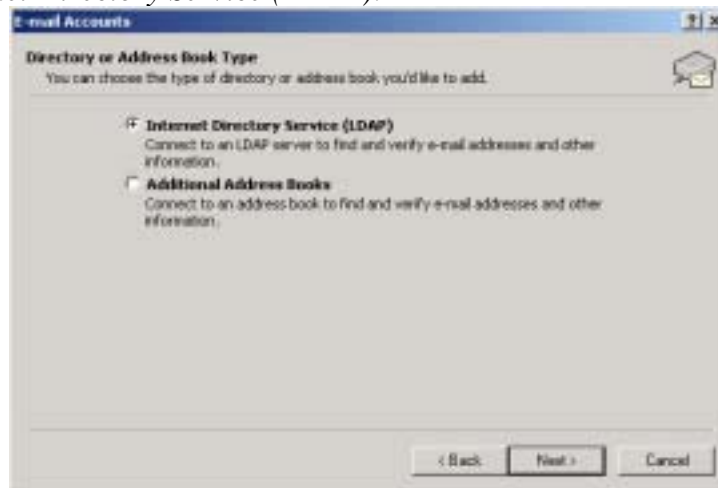 Directory Service (LDAP).
E-mail Accounts
Directory or Address Book Type
You can choose the type of directory or address book you'd like to add.
Internet Directory Service (LDAP)
Connect to an LDAP server to find and verify e-mail addresses and other
information.
Additional Address Books
Connect to an address book to find and verify e-mail addresses and other
information.
< Back Next > Cancel